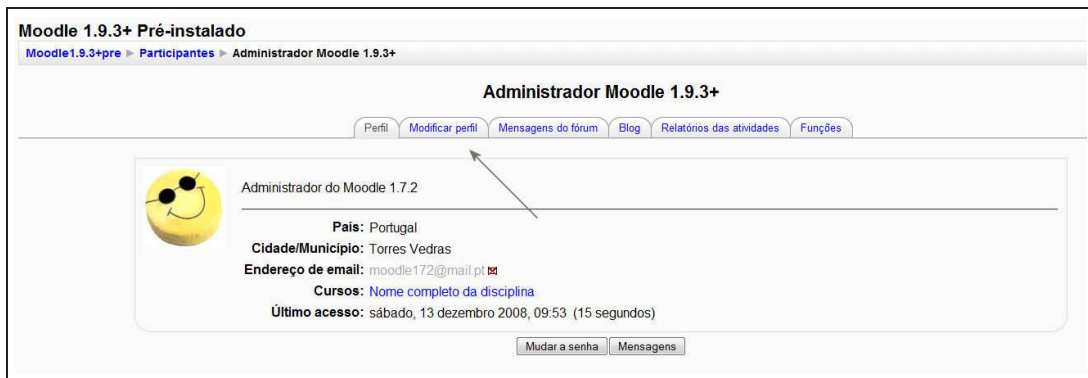 Moodle 1.9.3+ Pré-instalado
Moodle1.9.3+pre ► Participantes ► Administrador Moodle 1.9.3+
Administrador Moodle 1.9.3+
Perfil Modificar perfil Mensagens do fórum Blog Relatórios das atividades Funções
Administrador do Moodle 1.7.2
País: Portugal
Cidade/Município: Torres Vedras
Endereço de email: moodle172@mail.pt
Cursos: Nome completo da disciplina
Último acesso: sábado, 13 dezembro 2008, 09:53 (15 segundos)
Mudar a senha Mensagens